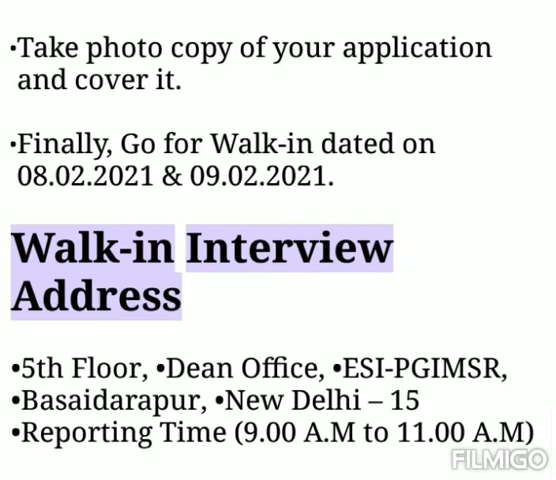 •Take photo copy of your application
and cover it.
•Finally, Go for Walk-in dated on
08.02.2021 & 09.02.2021.
Walk-in Interview
Address
•5th Floor, •Dean Office, •ESI-PGIMSR,
•Basaidarapur, •New Delhi – 15
•Reporting Time (9.00 A.M to 11.00 A.M)
FILMIGO